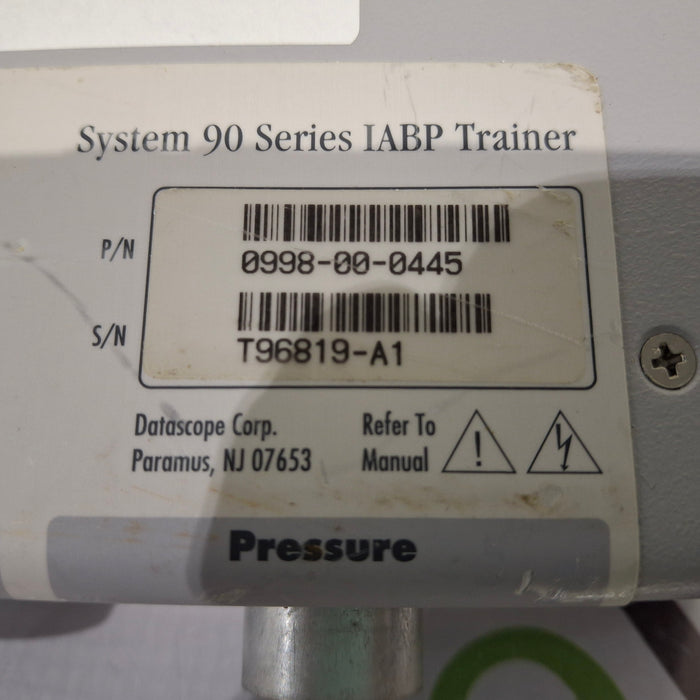 System 90 Series IABP Trainer
P/N
0998-00-0445
S/N
T96819-A1
Datascope Corp.
Paramus, NJ 07653
Refer To
Manual
Pressure